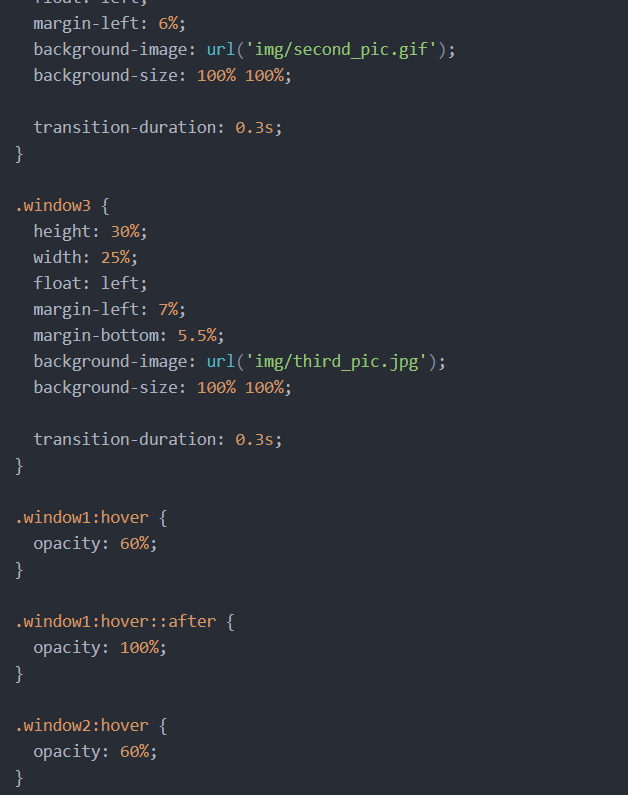 float: left;
margin-left: 6%;
background-image: url('img/second_pic.gif');
background-size: 100% 100%;
transition-duration: 0.3s;
}
.window3 {
height: 30%;
width: 25%;
float: left;
margin-left: 7%;
margin-bottom: 5.5%;
background-image: url('img/third_pic.jpg');
background-size: 100% 100%;
transition-duration: 0.3s;
}
.window1:hover {
opacity: 60%;
}
.window1:hover::after {
opacity: 100%;
}
.window2:hover {
opacity: 60%;
}